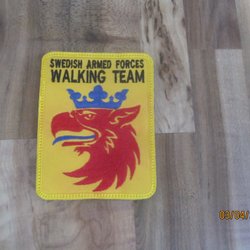 SWEDISH ARMED FORCES
WALKING TEAM